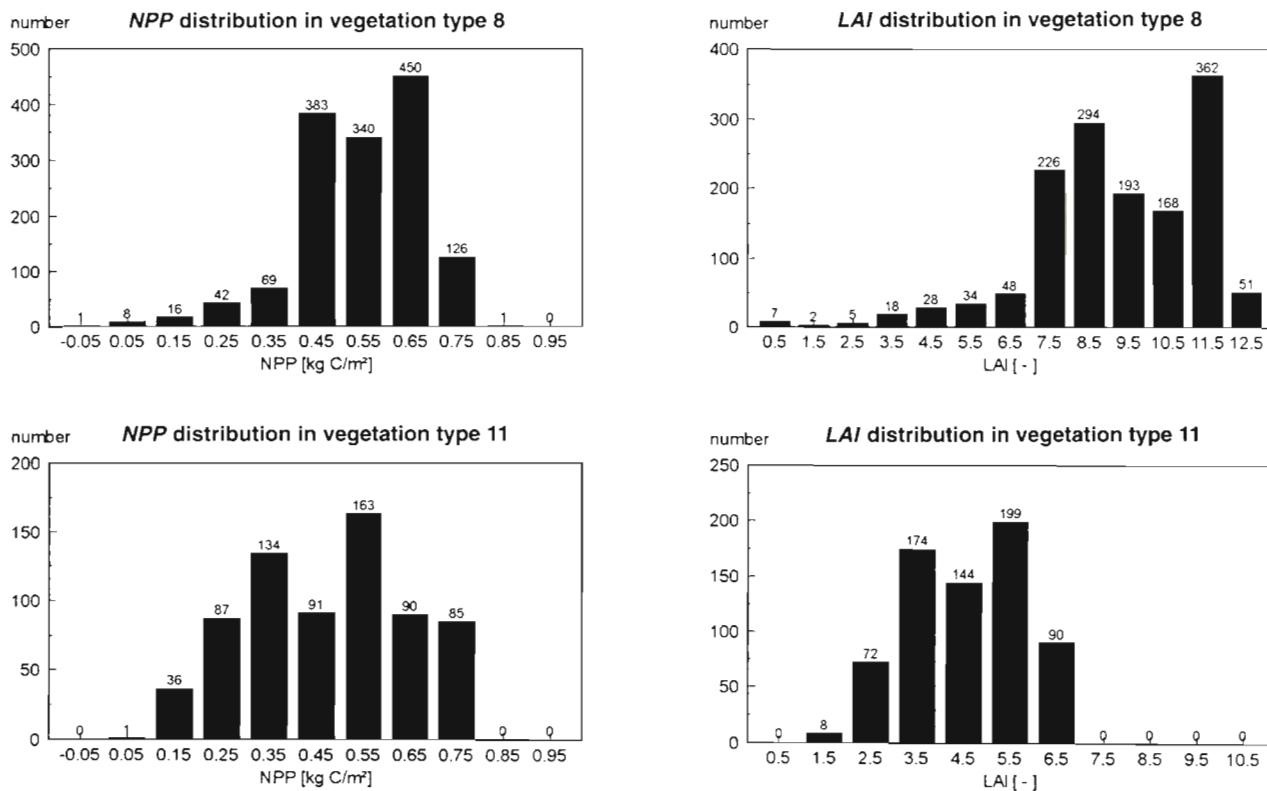 NPP distribution in vegetation type 8
number
500
400
300
200
100
0
1 8 16 42 69 383 340 450 126 1 0
-0.05 0.05 0.15 0.25 0.35 0.45 0.55 0.65 0.75 0.85 0.95
NPP [kg C/m²]
LAI distribution in vegetation type 8
number
400
300
200
100
0
7 2 5 18 28 34 48 226 294 193 168 362 51
0.5 1.5 2.5 3.5 4.5 5.5 6.5 7.5 8.5 9.5 10.5 11.5 12.5
LAI [ - ]
NPP distribution in vegetation type 11
number
200
150
100
50
0
0 1 36 87 134 91 163 90 85 0 0
-0.05 0.05 0.15 0.25 0.35 0.45 0.55 0.65 0.75 0.85 0.95
NPP [kg C/m²]
LAI distribution in vegetation type 11
number
250
200
150
100
50
0
0 8 72 174 144 199 90 0 0 0 0
0.5 1.5 2.5 3.5 4.5 5.5 6.5 7.5 8.5 9.5 10.5
LAI [ - ]